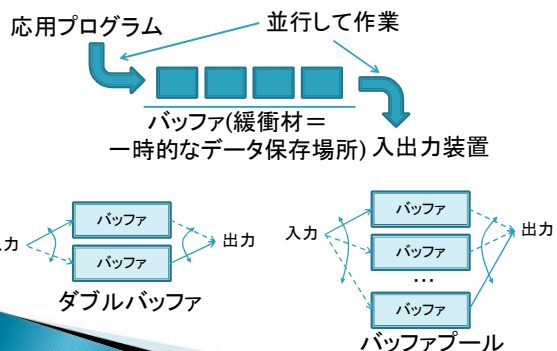 応用プログラム
並行して作業
バッファ(緩衝材＝
一時的なデータ保存場所)
入出力装置
バッファ
バッファ
力
出力
ダブルバッファ
入力
バッファ
バッファ
…
バッファ
出力
バッファプール